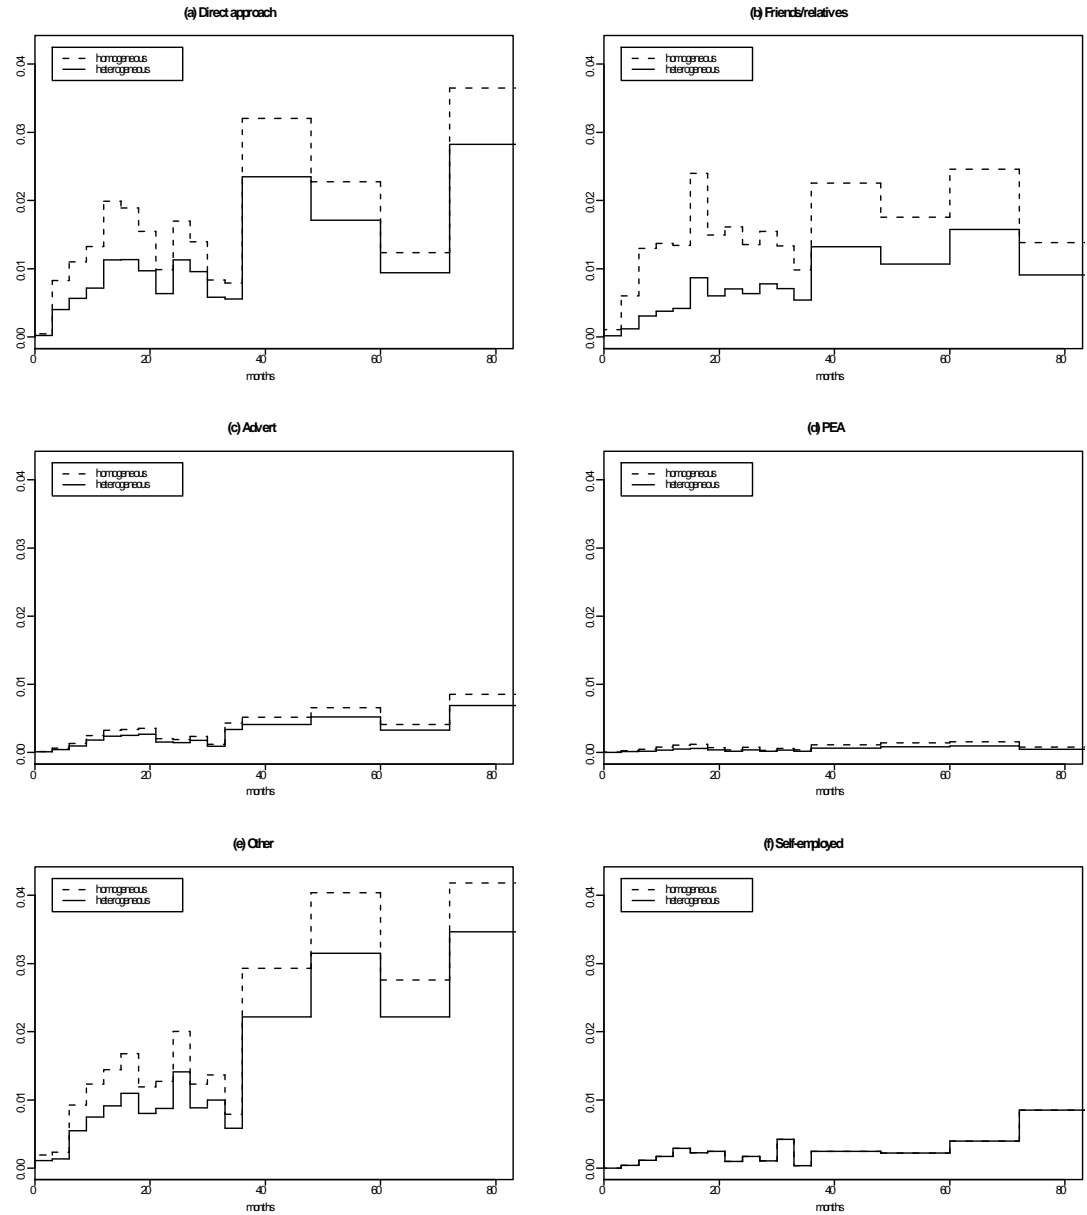 (a) Direct approach
homogeneous
heterogeneous
0.00 0.01 0.02 0.03 0.04
0 20 40 60 80
months
(b) Friends/relatives
homogeneous
heterogeneous
0.00 0.01 0.02 0.03 0.04
0 20 40 60 80
months
(c) Advert
homogeneous
heterogeneous
0.00 0.01 0.02 0.03 0.04
0 20 40 60 80
months
(d) PEA
homogeneous
heterogeneous
0.00 0.01 0.02 0.03 0.04
0 20 40 60 80
months
(e) Other
homogeneous
heterogeneous
0.00 0.01 0.02 0.03 0.04
0 20 40 60 80
months
(f) Self-employed
homogeneous
heterogeneous
0.00 0.01 0.02 0.03 0.04
0 20 40 60 80
months